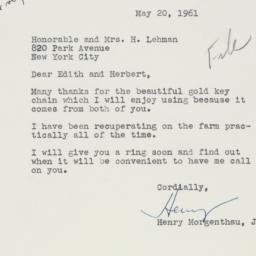 May 20, 1961
Honorable and Mrs. H. Lehman
820 Park Avenue
New York City
File
Dear Edith and Herbert,
Many thanks for the beautiful gold key
chain which I will enjoy using because it
comes from both of you.
I have been recuperating on the farm prac-
tically all of the time.
I will give you a ring soon and find out
when it will be convenient to have me call
on you.
Cordially,
Henry
Henry Morgenthau, J